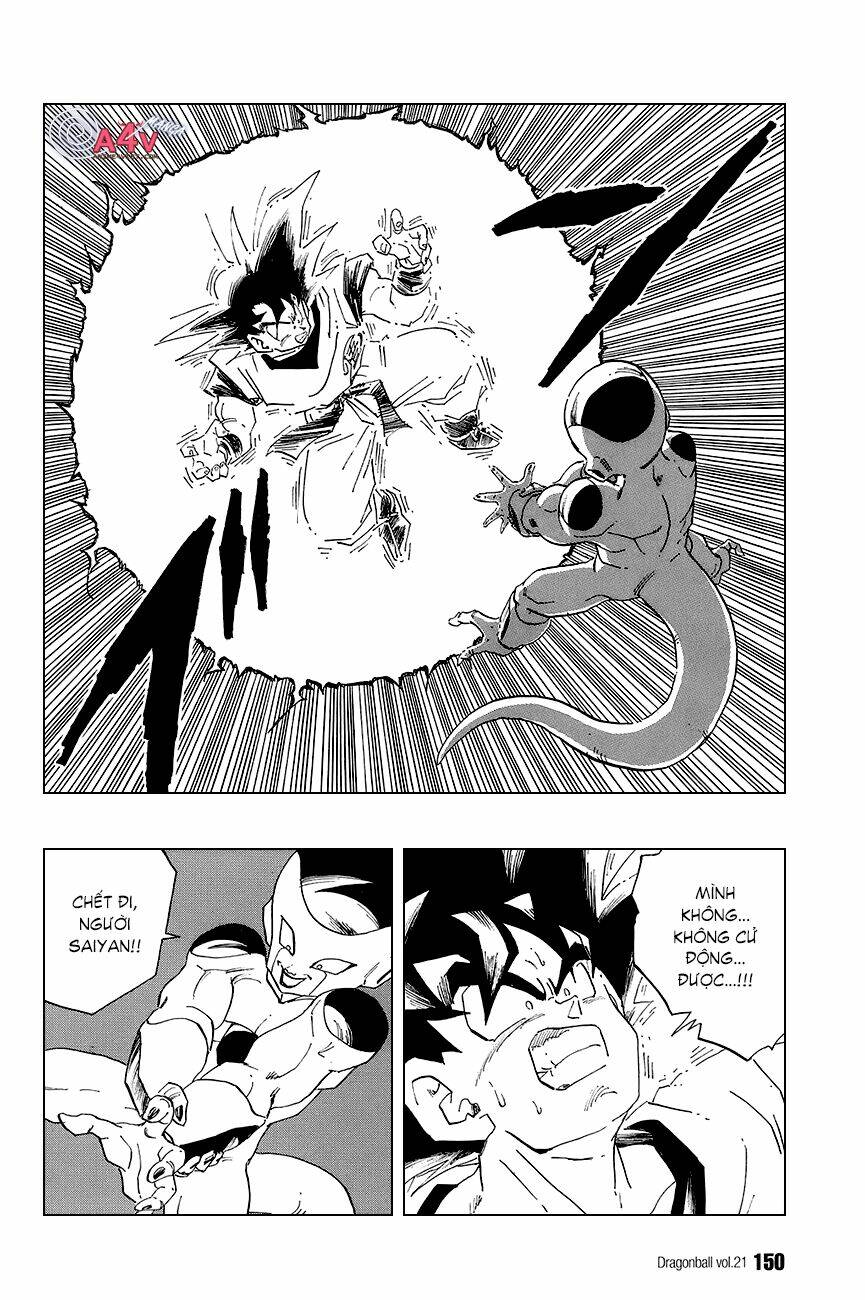 A4V
MÌNH
KHÔNG...
KHÔNG CỬ
ĐỘNG...
ĐƯỢC...!!!
CHẾT ĐI,
NGƯỜI
SAIYAN!!
Dragonball vol.21 150